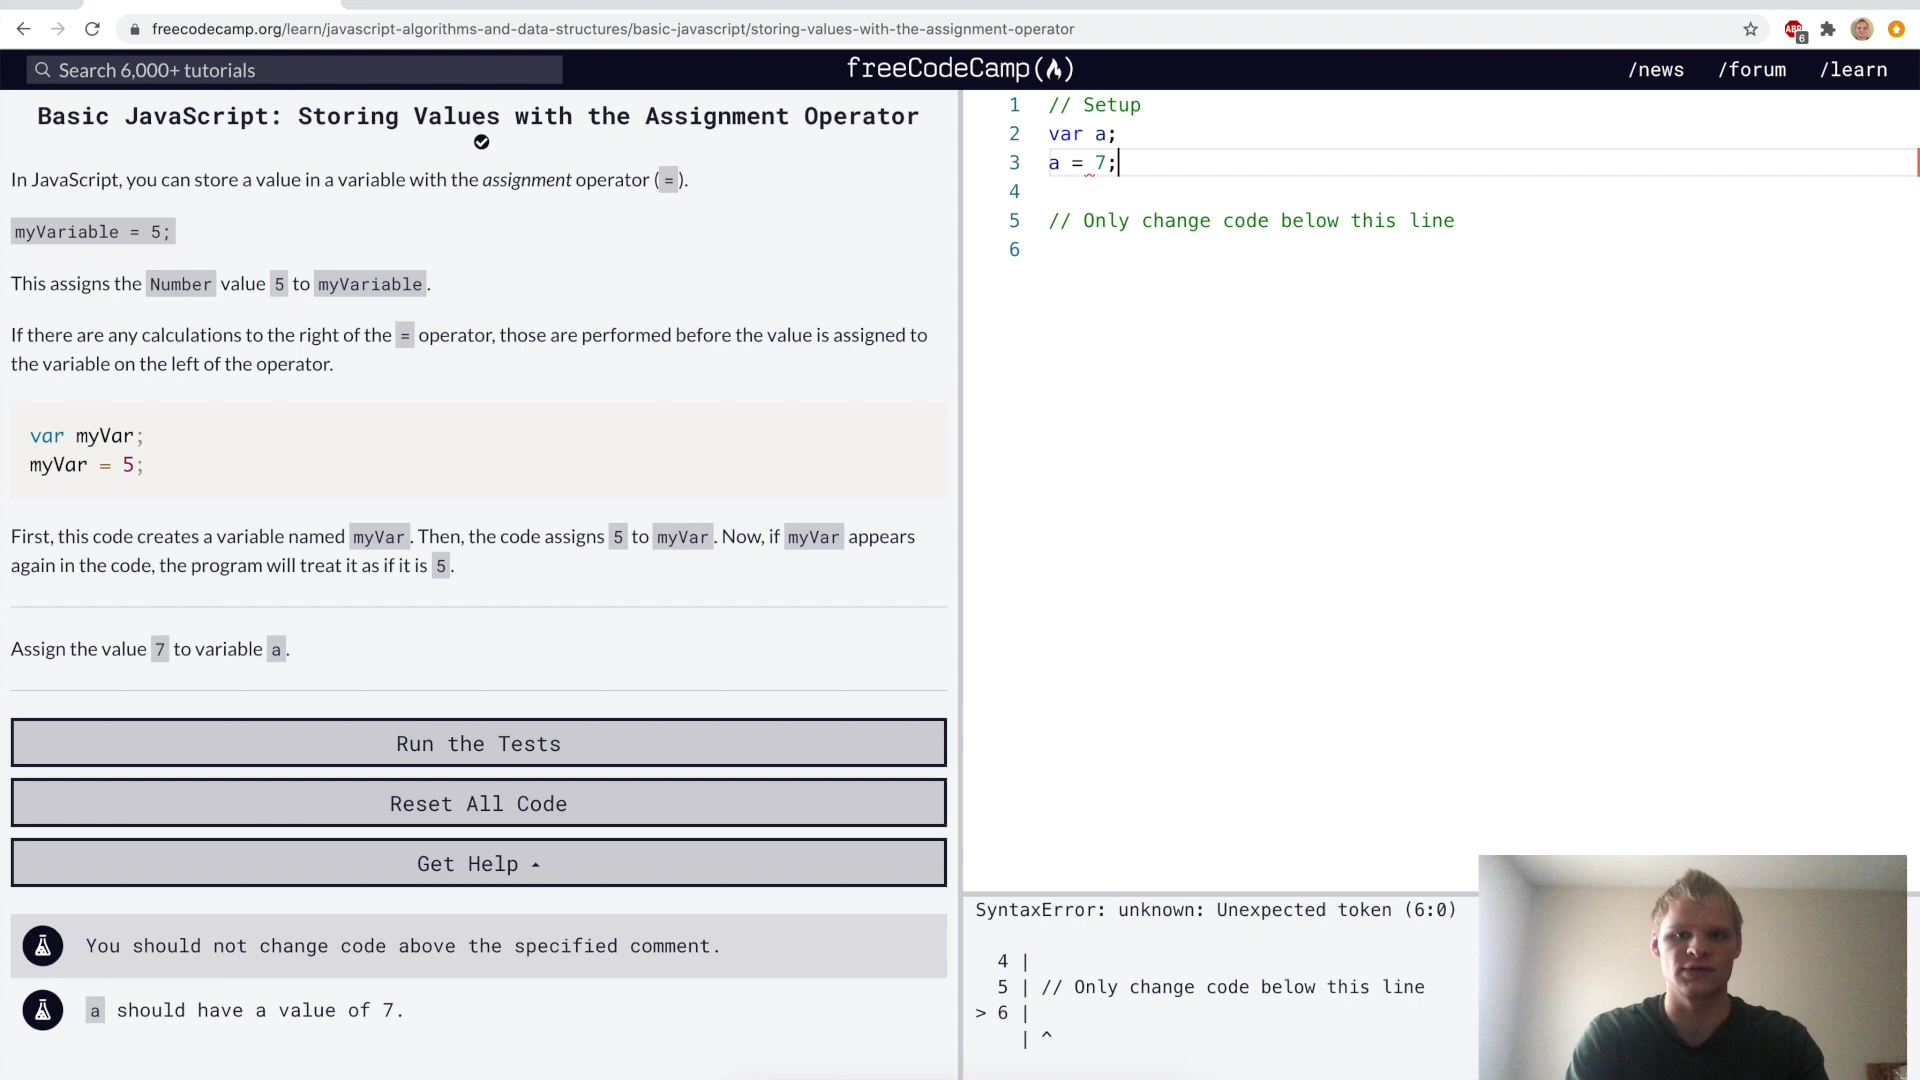 freecodecamp.org/learn/javascript-algorithms-and-data-structures/basic-javascript/storing-values-with-the-assignment-operator
ABP
6
Search 6,000+ tutorials
freeCodeCamp
/news
/forum
/learn
Basic JavaScript: Storing Values with the Assignment Operator
In JavaScript, you can store a value in a variable with the assignment operator ( = ).
myVariable = 5;
This assigns the Number value 5 to myVariable.
If there are any calculations to the right of the = operator, those are performed before the value is assigned to
the variable on the left of the operator.
var myVar;
myVar = 5;
First, this code creates a variable named myVar. Then, the code assigns 5 to myVar. Now, if myVar appears
again in the code, the program will treat it as if it is 5.
Assign the value 7 to variable a.
Run the Tests
Reset All Code
Get Help
You should not change code above the specified comment.
a should have a value of 7.
1 // Setup
2 var a;
3 a = 7;
4
5 // Only change code below this line
6
SyntaxError: unknown: Unexpected token (6:0)
4 |
5 | // Only change code below this line
> 6 |
| ^